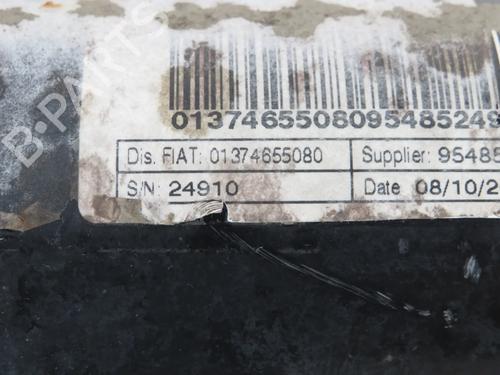 B-PARTS
0137465508095485249
Dis. FIAT: 01374655080
Supplier: 95485
S/N: 24910
Date 08/10/2